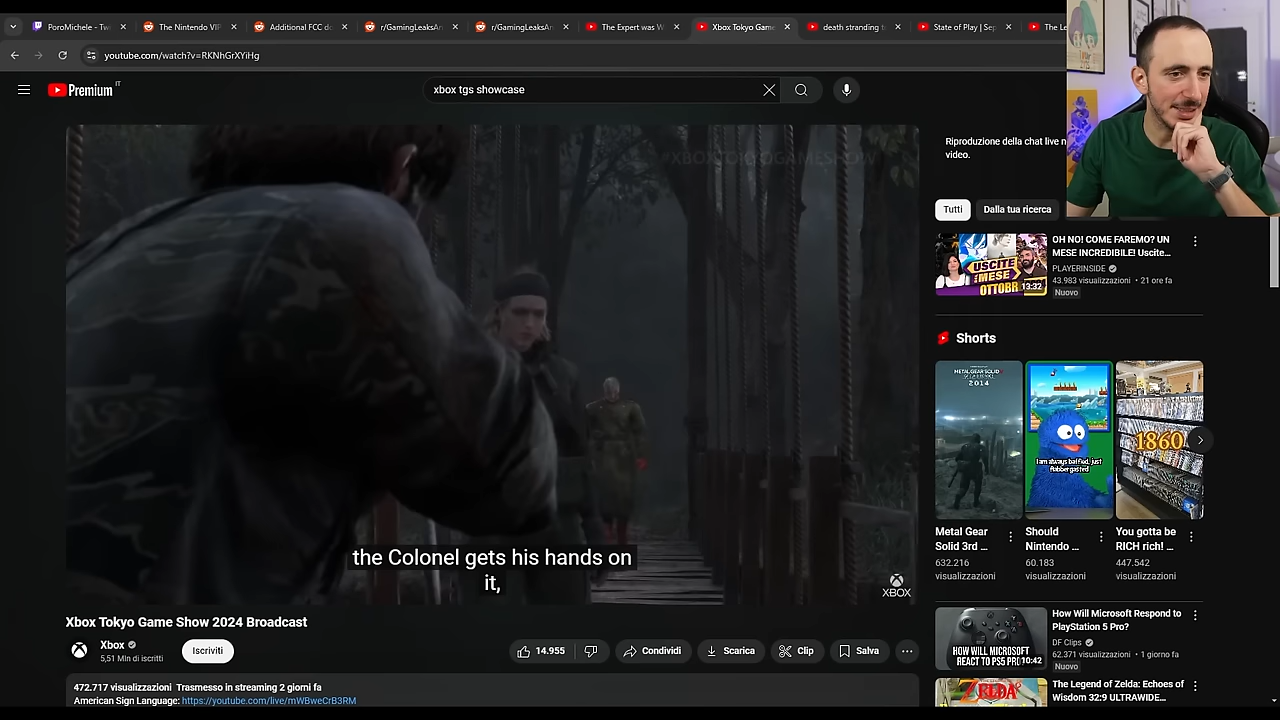 PoroMichele - Tw
The Nintendo VIP
Additional FCC do
r/GamingLeaksAn
r/GamingLeaksAn
The Expert was W
Xbox Tokyo Game
death stranding t
State of Play | Sep
The Le
youtube.com/watch?v=RKNhGrXYiHg
Premium IT
xbox tgs showcase
#XBOXTOKYOGAMESHOW
the Colonel gets his hands on
it,
XBOX
Xbox Tokyo Game Show 2024 Broadcast
Xbox
5,51 Mln di iscritti
Iscriviti
14.955
Condividi
Scarica
Clip
Salva
472.717 visualizzazioni Trasmesso in streaming 2 giorni fa
American Sign Language: https://youtube.com/live/mWBweCrB3RM
Riproduzione della chat live n
video.
Tutti
Dalla tua ricerca
USCITE
MESE
OTTOBR
13:32
OH NO! COME FAREMO? UN
MESE INCREDIBILE! Uscite...
PLAYERINSIDE
43.983 visualizzazioni • 21 ore fa
Nuovo
Shorts
METAL GEAR SOLID
2014
I am always baffled, just
flabbergasted
1860
Metal Gear
Solid 3rd ...
632.216
visualizzazioni
Should
Nintendo ...
60.183
visualizzazioni
You gotta be
RICH rich! ...
447.542
visualizzazioni
HOW WILL MICROSOFT
REACT TO PS5 PRO
10:42
How Will Microsoft Respond to
PlayStation 5 Pro?
DF Clips
62.371 visualizzazioni • 1 giorno fa
Nuovo
ZELDA
The Legend of Zelda: Echoes of
Wisdom 32:9 ULTRAWIDE...